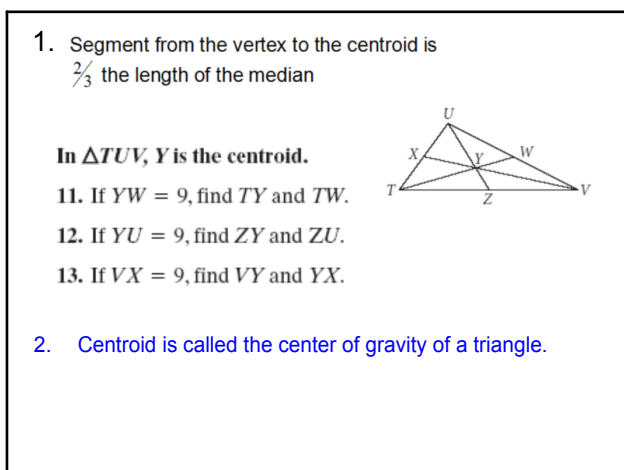 1. Segment from the vertex to the centroid is
2/3 the length of the median
In △TUV, Y is the centroid.
11. If YW = 9, find TY and TW.
12. If YU = 9, find ZY and ZU.
13. If VX = 9, find VY and YX.
U
X
Y
W
T
Z
V
2. Centroid is called the center of gravity of a triangle.